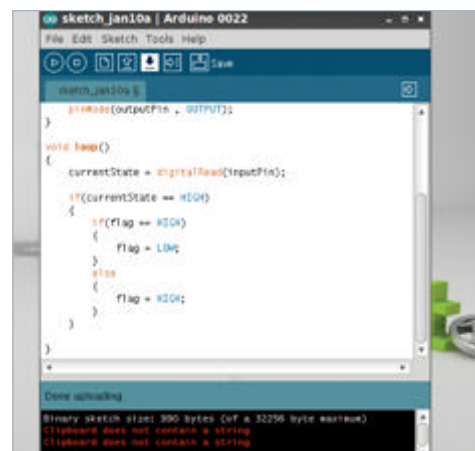 sketch_jan10a | Arduino 0022
File Edit Sketch Tools Help
Save
sketch_jan10a §
pinMode(outputPin , OUTPUT);
}
void loop()
{
currentState = digitalRead(inputPin);
if(currentState == HIGH)
{
if(flag == HIGH)
{
flag = LOW;
}
else
{
flag = HIGH;
}
}
}
Done uploading
Binary sketch size: 990 bytes (of a 32256 byte maximum)
Clipboard does not contain a string
Clipboard does not contain a string